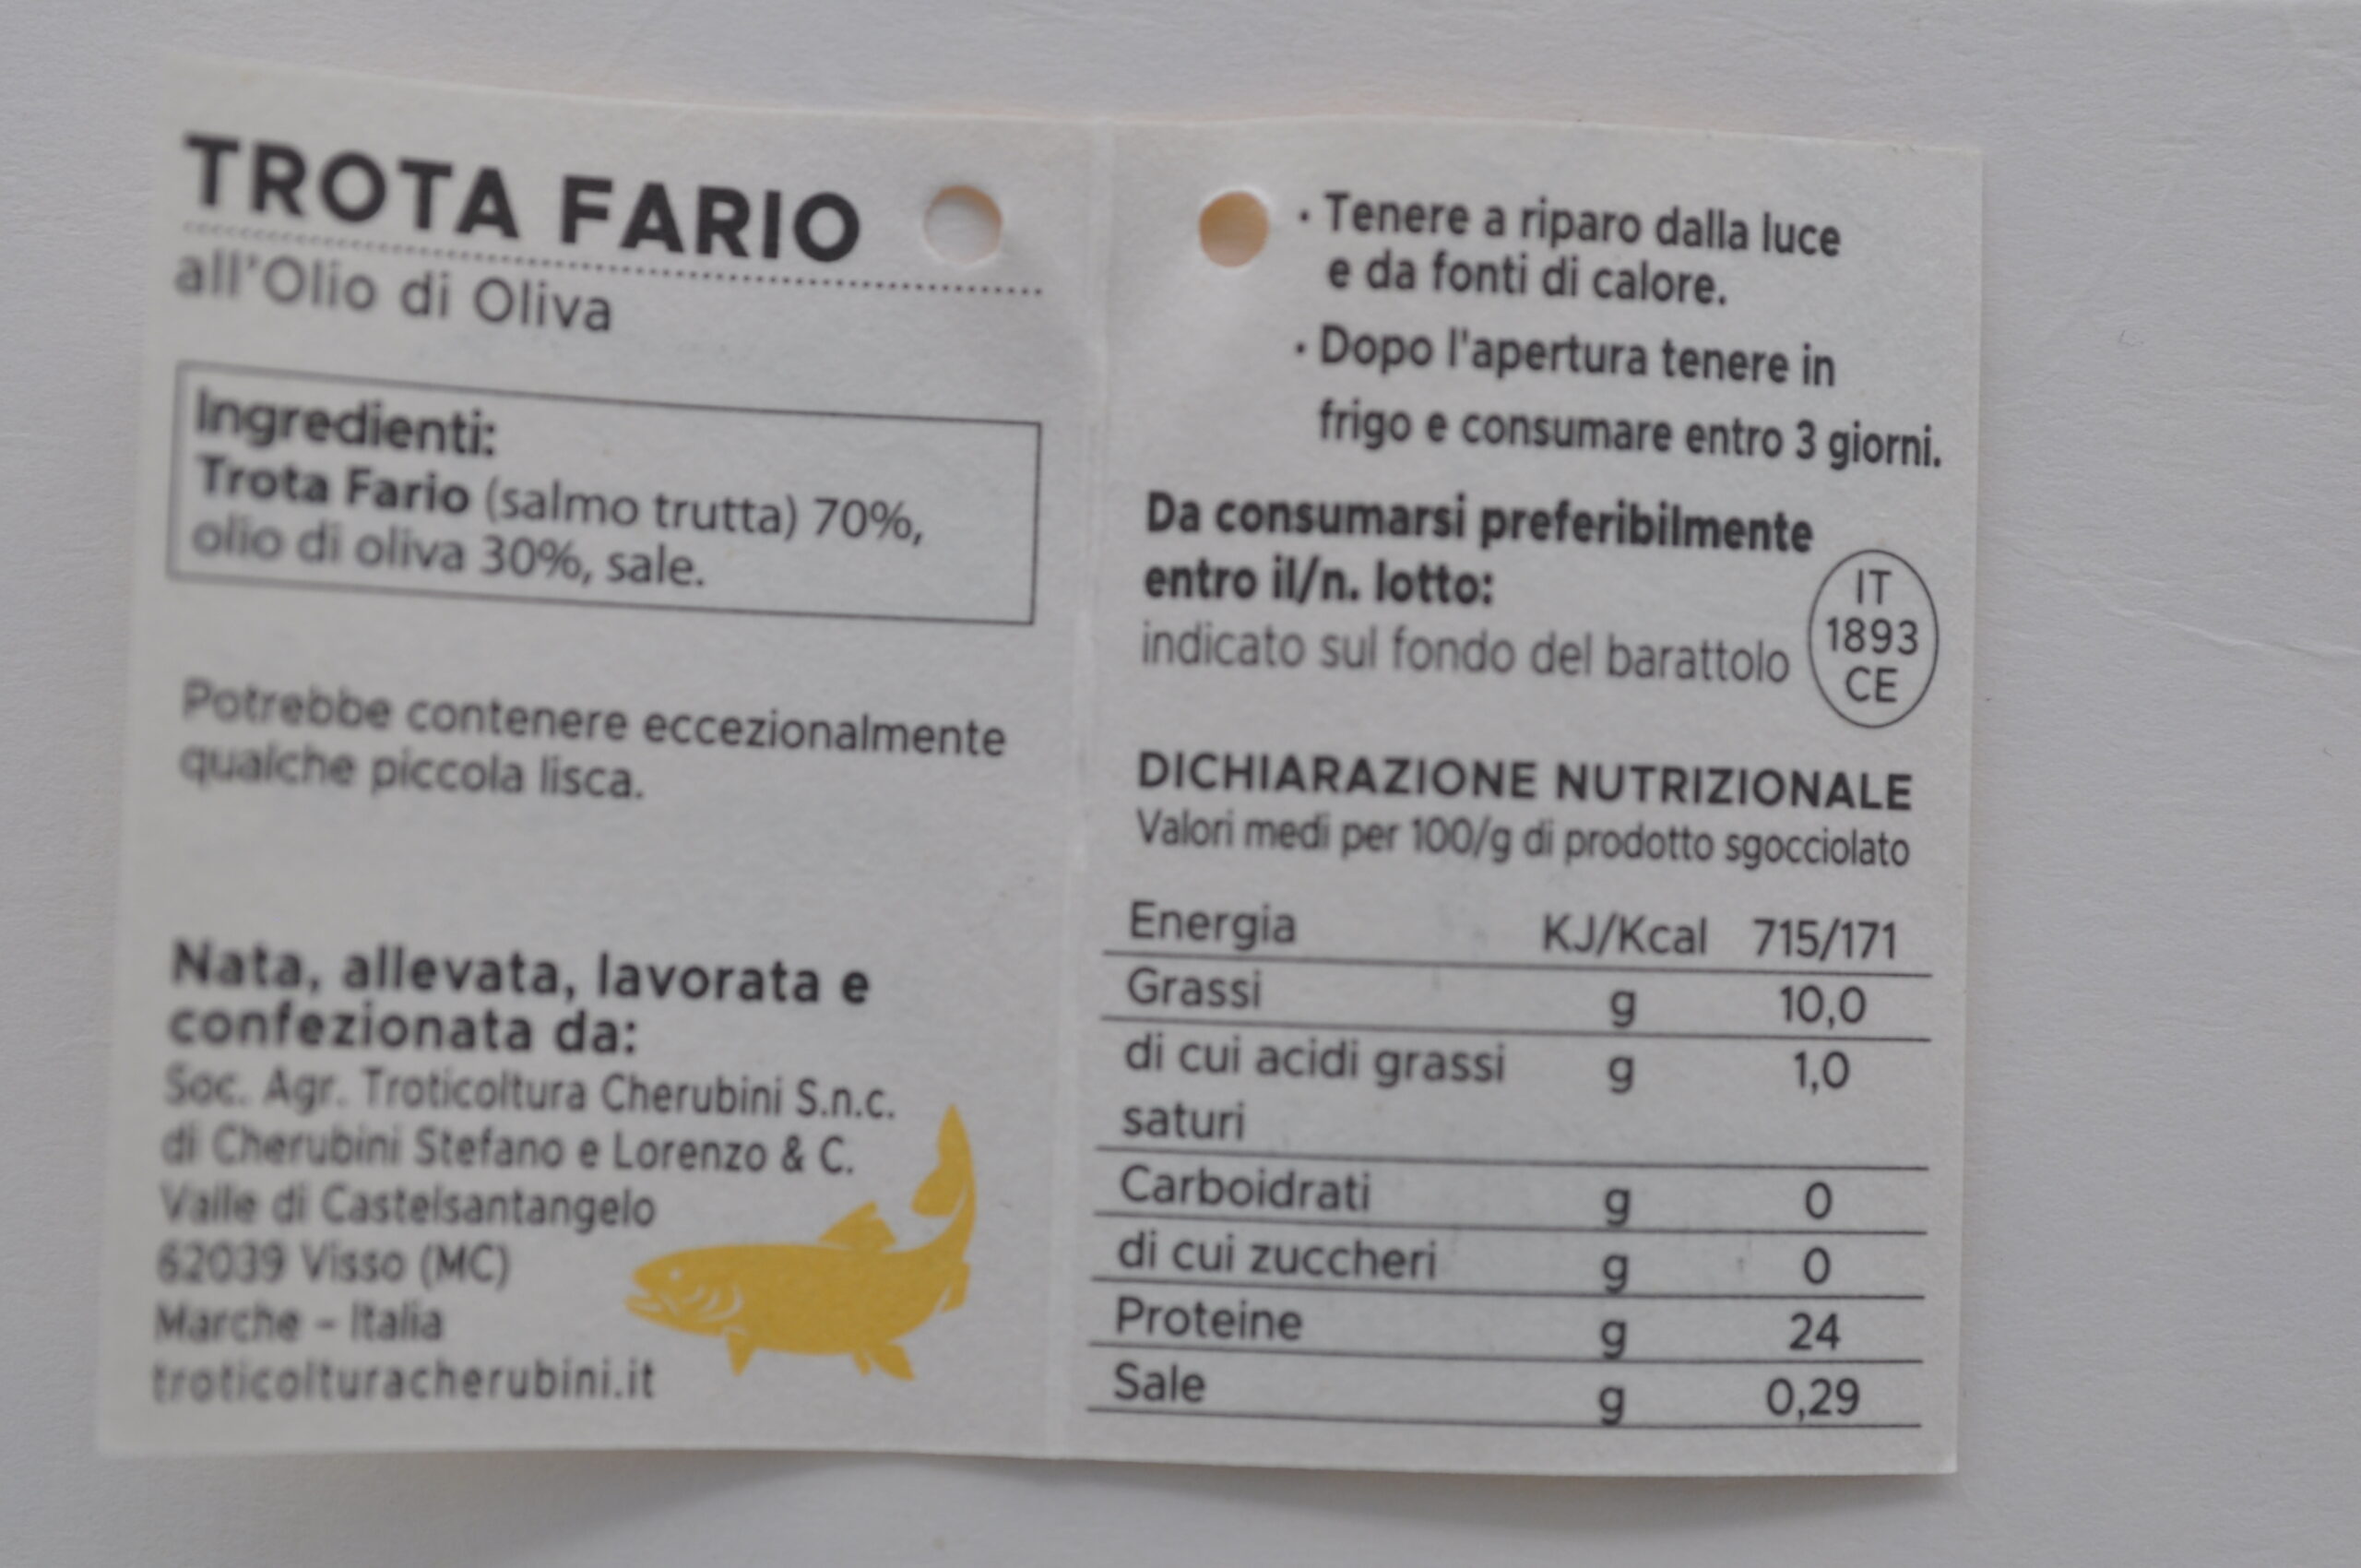 TROTA FARIO
all'Olio di Oliva
Ingredienti:
Trota Fario (salmo trutta) 70%,
olio di oliva 30%, sale.
Potrebbe contenere eccezionalmente
qualche piccola lisca.
Nata, allevata, lavorata e
confezionata da:
Soc. Agr. Troticoltura Cherubini S.n.c.
di Cherubini Stefano e Lorenzo & C.
Valle di Castelsantangelo
62039 Visso (MC)
Marche - Italia
troticolturacherubini.it
· Tenere a riparo dalla luce
e da fonti di calore.
· Dopo l'apertura tenere in
frigo e consumare entro 3 giorni.
Da consumarsi preferibilmente
entro il/n. lotto:
indicato sul fondo del barattolo
IT
1893
CE
DICHIARAZIONE NUTRIZIONALE
Valori medi per 100/g di prodotto sgocciolato
Energia KJ/Kcal 715/171
Grassi g 10,0
di cui acidi grassi g 1,0
saturi
Carboidrati g 0
di cui zuccheri g 0
Proteine g 24
Sale g 0,29